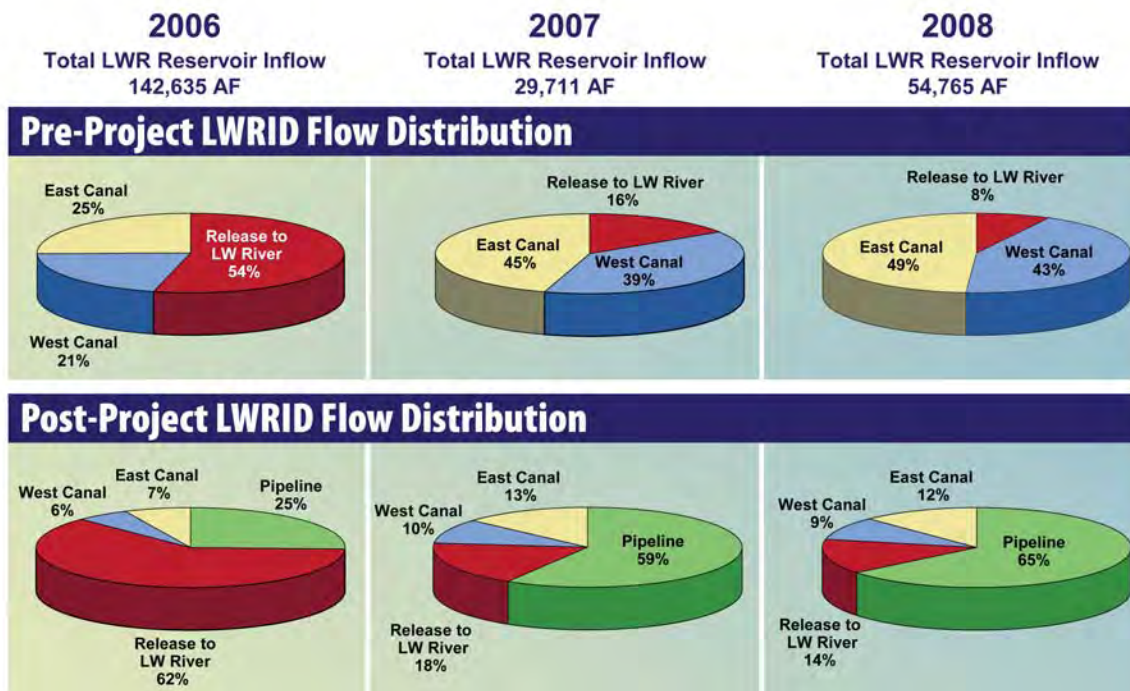 2006
Total LWR Reservoir Inflow
142,635 AF
2007
Total LWR Reservoir Inflow
29,711 AF
2008
Total LWR Reservoir Inflow
54,765 AF
Pre-Project LWRID Flow Distribution
East Canal
25%
Release to
LW River
54%
West Canal
21%
Release to LW River
16%
East Canal
45%
West Canal
39%
Release to LW River
8%
East Canal
49%
West Canal
43%
Post-Project LWRID Flow Distribution
West Canal
6%
East Canal
7%
Pipeline
25%
Release to
LW River
62%
East Canal
13%
West Canal
10%
Pipeline
59%
Release to
LW River
18%
East Canal
12%
West Canal
9%
Pipeline
65%
Release to
LW River
14%